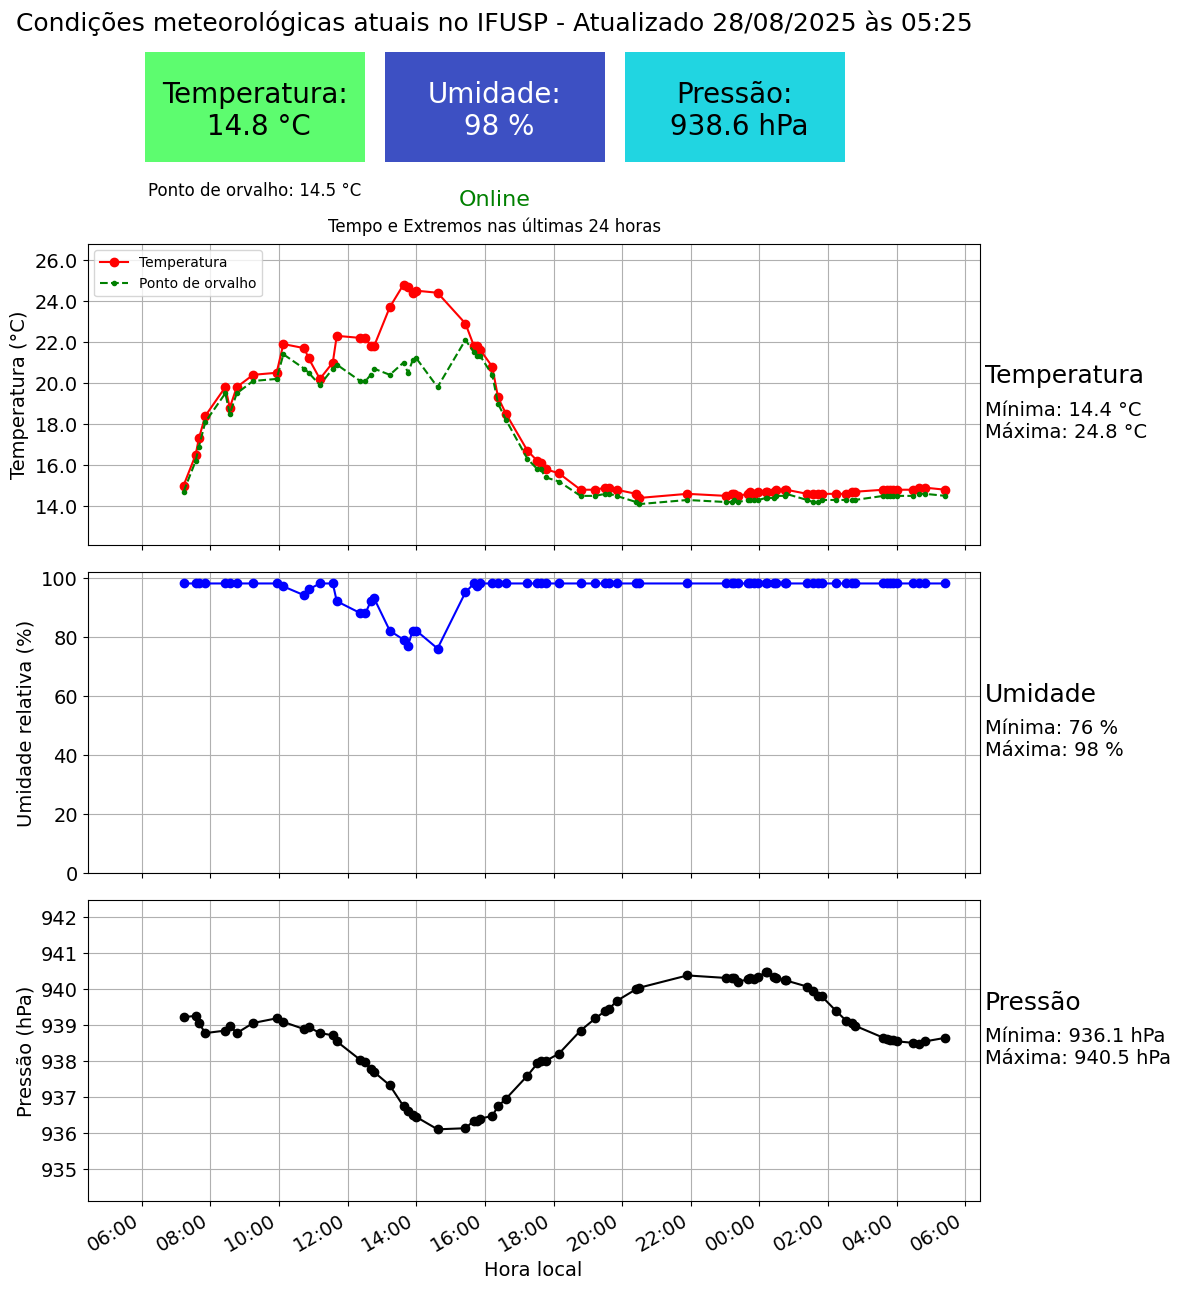 Condições meteorológicas atuais no IFUSP - Atualizado 28/08/2025 às 05:25
Temperatura:
14.8 °C
Umidade:
98 %
Pressão:
938.6 hPa
Ponto de orvalho: 14.5 °C
Online
Tempo e Extremos nas últimas 24 horas
Temperatura (°C)
26.0
24.0
22.0
20.0
18.0
16.0
14.0
Temperatura
Ponto de orvalho
Temperatura
Mínima: 14.4 °C
Máxima: 24.8 °C
Umidade relativa (%)
100
80
60
40
20
0
Umidade
Mínima: 76 %
Máxima: 98 %
Pressão (hPa)
942
941
940
939
938
937
936
935
Pressão
Mínima: 936.1 hPa
Máxima: 940.5 hPa
06:00 08:00 10:00 12:00 14:00 16:00 18:00 20:00 22:00 00:00 02:00 04:00 06:00
Hora local